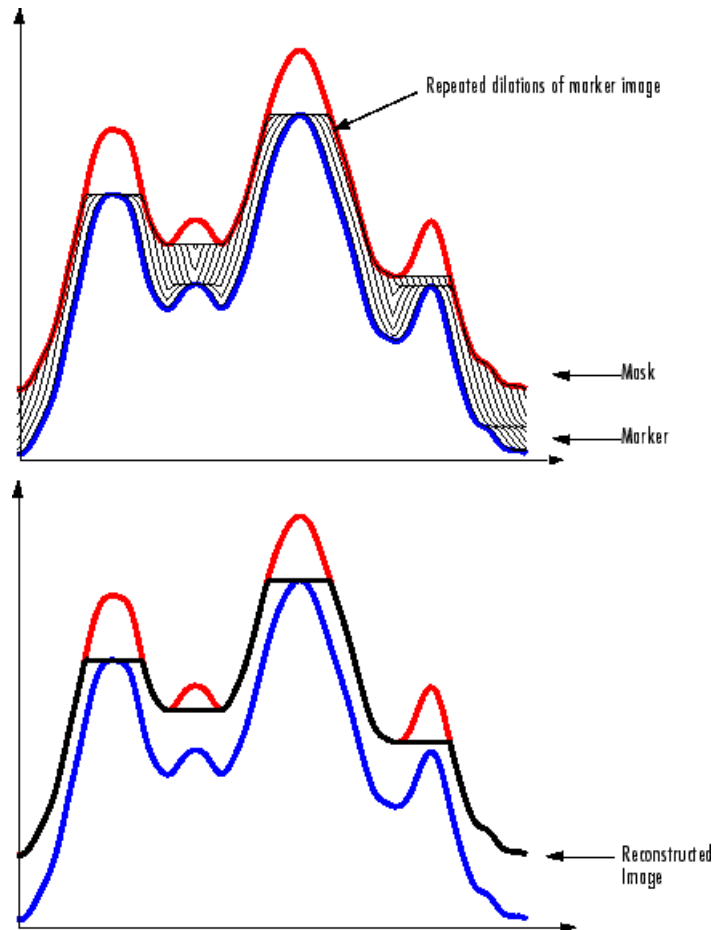 Repeated dilations of marker image
Mask
Marker
Reconstructed
Image